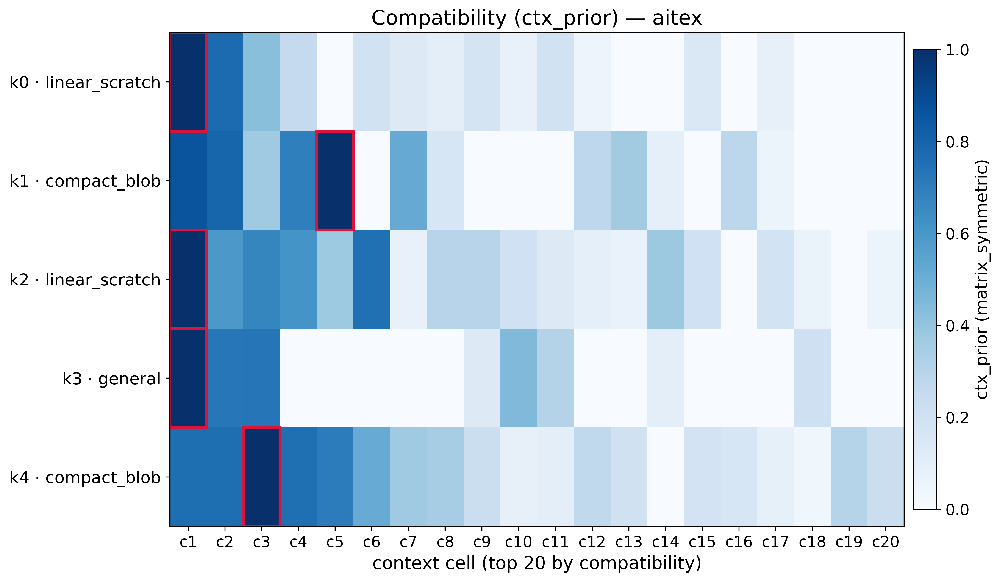 Compatibility (ctx_prior) — aitex
k0 · linear_scratch
k1 · compact_blob
k2 · linear_scratch
k3 · general
k4 · compact_blob
c1 c2 c3 c4 c5 c6 c7 c8 c9 c10 c11 c12 c13 c14 c15 c16 c17 c18 c19 c20
context cell (top 20 by compatibility)
1.0
0.8
0.6
0.4
0.2
0.0
ctx_prior (matrix_symmetric)